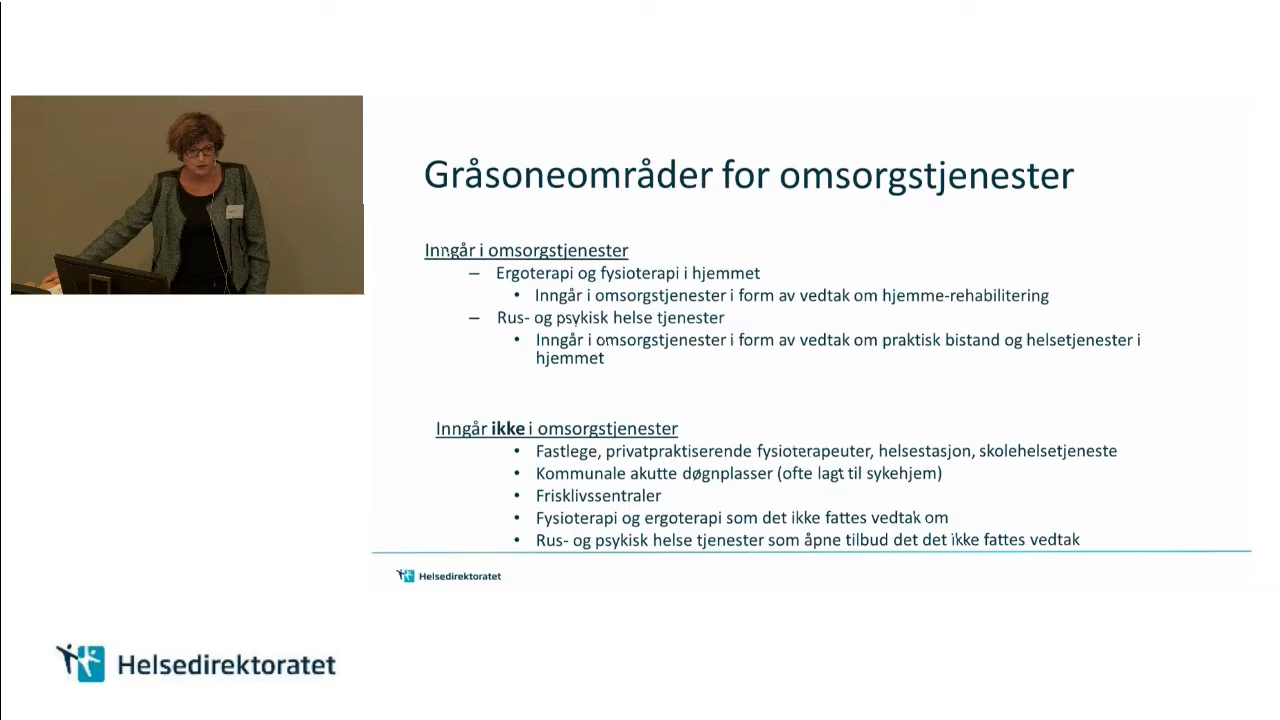 Gråsoneområder for omsorgstjenester
Inngår i omsorgstjenester
– Ergoterapi og fysioterapi i hjemmet
• Inngår i omsorgstjenester i form av vedtak om hjemme-rehabilitering
– Rus- og psykisk helse tjenester
• Inngår i omsorgstjenester i form av vedtak om praktisk bistand og helsetjenester i
hjemmet
Inngår ikke i omsorgstjenester
• Fastlege, privatpraktiserende fysioterapeuter, helsestasjon, skolehelsetjeneste
• Kommunale akutte døgnplasser (ofte lagt til sykehjem)
• Frisklivssentraler
• Fysioterapi og ergoterapi som det ikke fattes vedtak om
• Rus- og psykisk helse tjenester som åpne tilbud det det ikke fattes vedtak
Helsedirektoratet
Helsedirektoratet